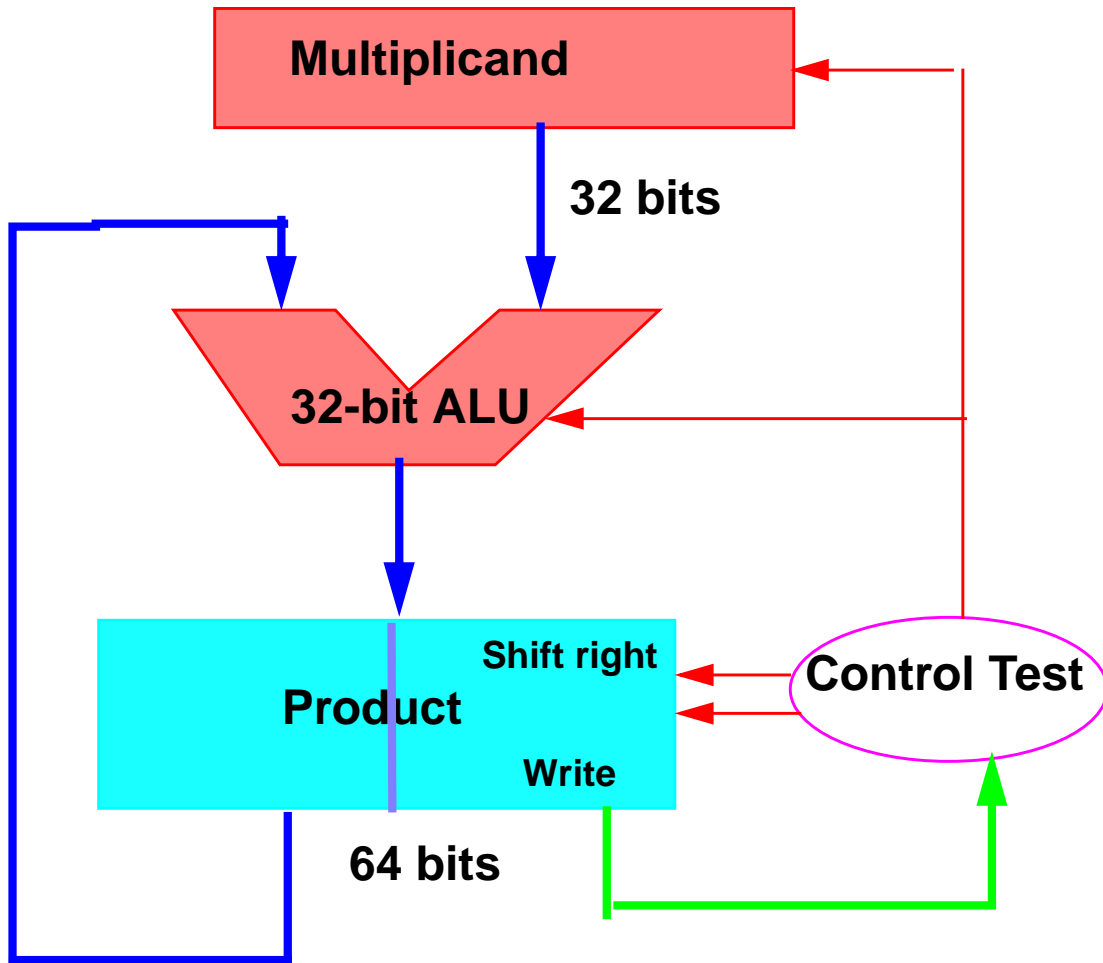 Multiplicand
32 bits
32-bit ALU
Shift right
Control Test
Product
Write
64 bits